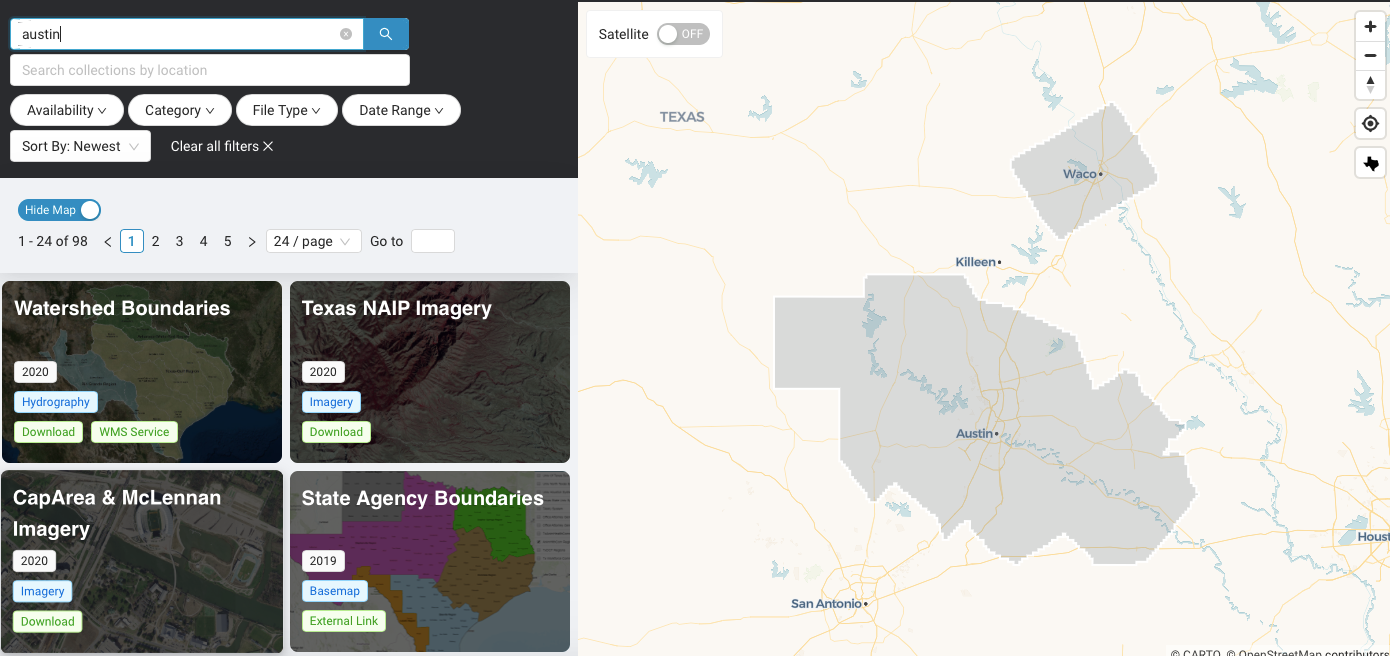 austin
Search collections by location
Availability Category File Type Date Range
Sort By: Newest Clear all filters
Hide Map
1 - 24 of 98 1 2 3 4 5 24 / page Go to
Watershed Boundaries
2020
Hydrography
Download WMS Service
Texas NAIP Imagery
2020
Imagery
Download
CapArea & McLennan
Imagery
2020
Imagery
Download
State Agency Boundaries
2019
Basemap
External Link
Satellite OFF
TEXAS
Waco
Killeen
Austin
San Antonio
Houst
© CARTO, © OpenStreetMap contributors